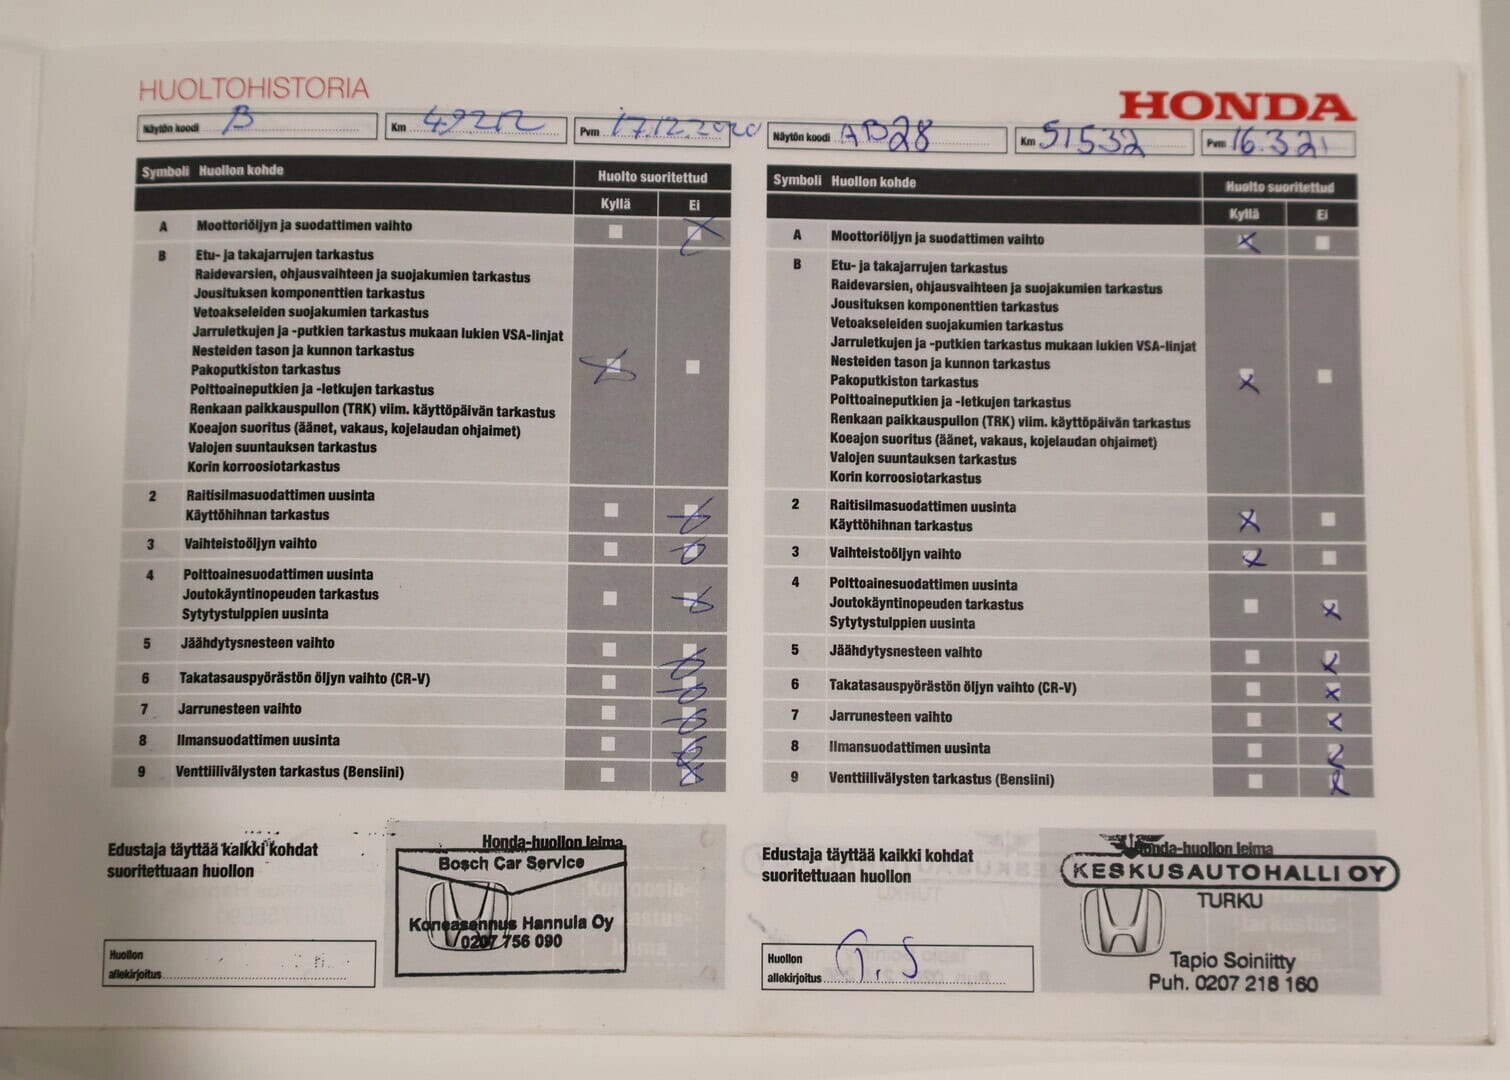 HUOLTOHISTORIA
Näytön koodi B
Km 49212
Pvm 17.12.2020
Symboli Huollon kohde Huolto suoritettud
Kyllä Ei
A Moottoriöljyn ja suodattimen vaihto
B Etu- ja takajarrujen tarkastus
Raidevarsien, ohjausvaihteen ja suojakumien tarkastus
Jousituksen komponenttien tarkastus
Vetoakseleiden suojakumien tarkastus
Jarruletkujen ja -putkien tarkastus mukaan lukien VSA-linjat
Nesteiden tason ja kunnon tarkastus
Pakoputkiston tarkastus
Polttoaineputkien ja -letkujen tarkastus
Renkaan paikkauspullon (TRK) viim. käyttöpäivän tarkastus
Koeajon suoritus (äänet, vakaus, kojelaudan ohjaimet)
Valojen suuntauksen tarkastus
Korin korroosiotarkastus
2 Raitisilmasuodattimen uusinta
Käyttöhihnan tarkastus
3 Vaihteistoöljyn vaihto
4 Polttoainesuodattimen uusinta
Joutokäyntinopeuden tarkastus
Sytytystulppien uusinta
5 Jäähdytysnesteen vaihto
6 Takatasauspyörästön öljyn vaihto (CR-V)
7 Jarrunesteen vaihto
8 Ilmansuodattimen uusinta
9 Venttiilivälysten tarkastus (Bensiini)
Edustaja täyttää kaikki kohdat
suoritettuaan huollon
Honda-huollon leima
Bosch Car Service
Koneasennus Hannula Oy
0207 756 090
Huollon
allekirjoitus
HONDA
Näytön koodi AB28
Km 51532
Pvm 16.3.21
Symboli Huollon kohde Huolto suoritettud
Kyllä Ei
A Moottoriöljyn ja suodattimen vaihto
B Etu- ja takajarrujen tarkastus
Raidevarsien, ohjausvaihteen ja suojakumien tarkastus
Jousituksen komponenttien tarkastus
Vetoakseleiden suojakumien tarkastus
Jarruletkujen ja -putkien tarkastus mukaan lukien VSA-linjat
Nesteiden tason ja kunnon tarkastus
Pakoputkiston tarkastus
Polttoaineputkien ja -letkujen tarkastus
Renkaan paikkauspullon (TRK) viim. käyttöpäivän tarkastus
Koeajon suoritus (äänet, vakaus, kojelaudan ohjaimet)
Valojen suuntauksen tarkastus
Korin korroosiotarkastus
2 Raitisilmasuodattimen uusinta
Käyttöhihnan tarkastus
3 Vaihteistoöljyn vaihto
4 Polttoainesuodattimen uusinta
Joutokäyntinopeuden tarkastus
Sytytystulppien uusinta
5 Jäähdytysnesteen vaihto
6 Takatasauspyörästön öljyn vaihto (CR-V)
7 Jarrunesteen vaihto
8 Ilmansuodattimen uusinta
9 Venttiilivälysten tarkastus (Bensiini)
Edustaja täyttää kaikki kohdat
suoritettuaan huollon
Honda-huollon leima
KESKUSAUTOHALLI OY
TURKU
Tapio Soiniitty
Puh. 0207 218 160
Huollon
allekirjoitus T.S